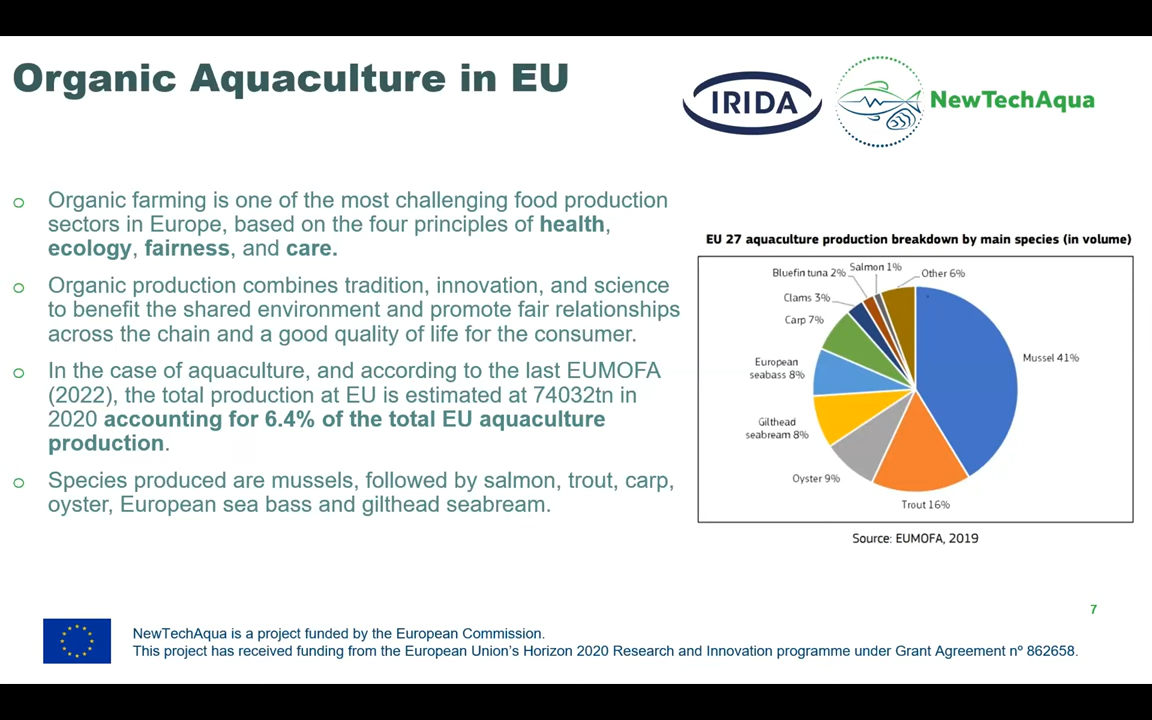 Organic Aquaculture in EU
IRIDA
NewTechAqua
o Organic farming is one of the most challenging food production
sectors in Europe, based on the four principles of health,
ecology, fairness, and care.
o Organic production combines tradition, innovation, and science
to benefit the shared environment and promote fair relationships
across the chain and a good quality of life for the consumer.
o In the case of aquaculture, and according to the last EUMOFA
(2022), the total production at EU is estimated at 74032tn in
2020 accounting for 6.4% of the total EU aquaculture
production.
o Species produced are mussels, followed by salmon, trout, carp,
oyster, European sea bass and gilthead seabream.
EU 27 aquaculture production breakdown by main species (in volume)
Salmon 1%
Bluefin tuna 2%
Other 6%
Clams 3%
Carp 7%
Mussel 41%
European
seabass 8%
Gilthead
seabream 8%
Oyster 9%
Trout 16%
Source: EUMOFA, 2019
7
NewTechAqua is a project funded by the European Commission.
This project has received funding from the European Union's Horizon 2020 Research and Innovation programme under Grant Agreement nº 862658.